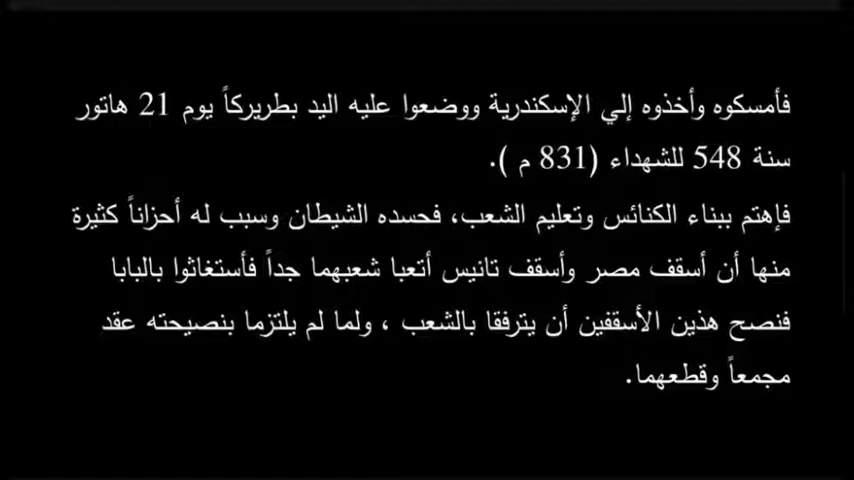 فأمسكوه وأخذوه إلي الإسكندرية ووضعوا عليه اليد بطريركاً يوم 21 هاتور
سنة 548 للشهداء (831 م ).
فإهتم ببناء الكنائس وتعليم الشعب، فحسده الشيطان وسبب له أحزاناً كثيرة
منها أن أسقف مصر وأسقف تانيس أتعبا شعبهما جداً فأستغاثوا بالبابا
فنصح هذين الأسقفين أن يترفقا بالشعب ، ولما لم يلتزما بنصيحته عقد
مجمعاً وقطعهما.